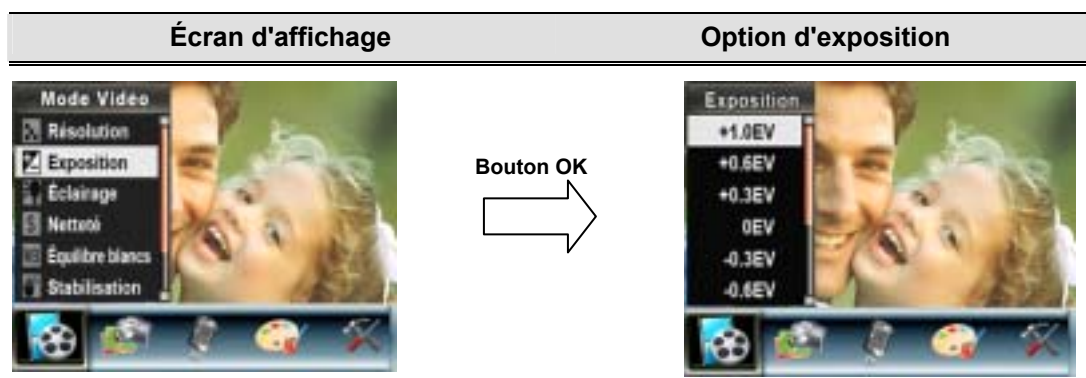 Écran d'affichage
Option d'exposition
Mode Vidéo
Résolution
Exposition
Éclairage
Netteté
Équilibre blancs
Stabilisation
Bouton OK
Exposition
+1.0EV
+0.6EV
+0.3EV
0EV
-0.3EV
-0.6EV